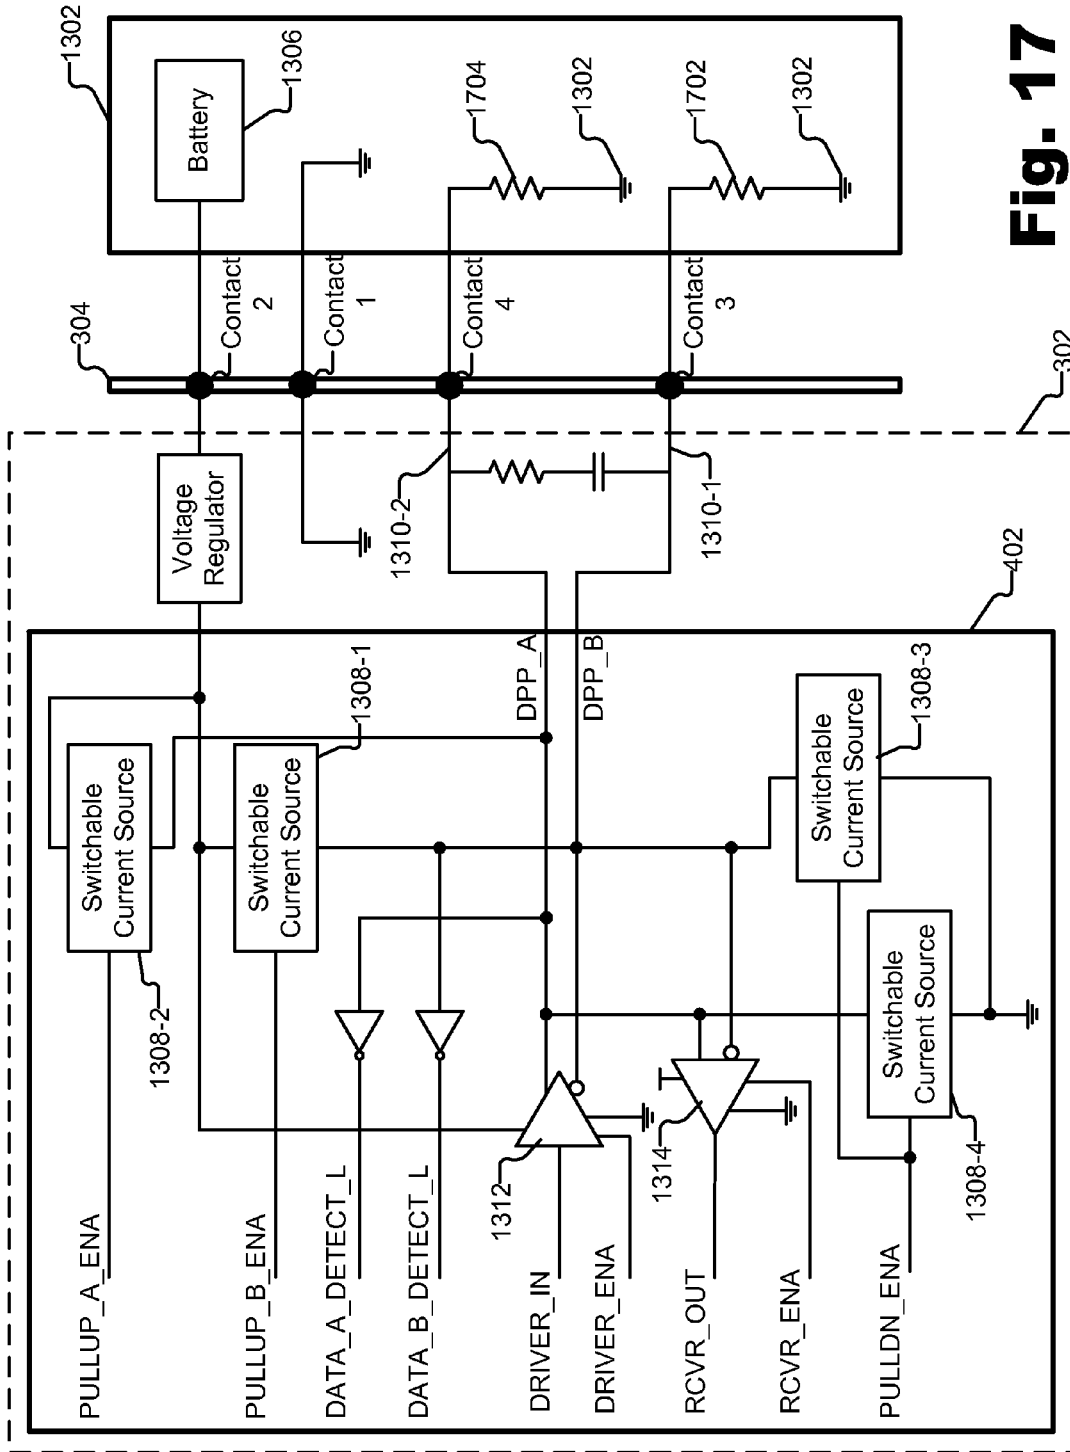 1302
Battery
1306
1704
1302
1702
1302
Fig. 17
304
Contact
2
Contact
1
Contact
4
Contact
3
302
Voltage
Regulator
1310-2
1310-1
402
DPP_A
DPP_B
Switchable
Current Source
1308-2
Switchable
Current Source
1308-1
Switchable
Current Source
1308-3
Switchable
Current Source
1308-4
1312
1314
PULLUP_A_ENA
PULLUP_B_ENA
DATA_A_DETECT_L
DATA_B_DETECT_L
DRIVER_IN
DRIVER_ENA
RCVR_OUT
RCVR_ENA
PULLDN_ENA